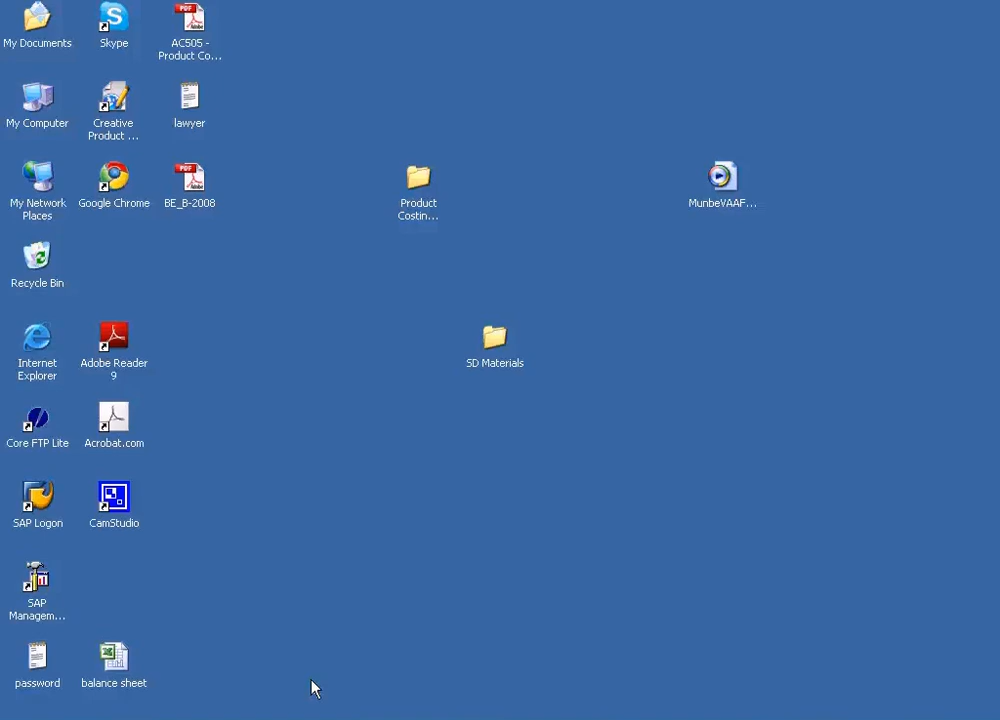 My Documents
Skype
AC505 -
Product Co...
My Computer
Creative
Product ...
lawyer
My Network
Places
Google Chrome
BE_B-2008
Product
Costin...
MunbeVAAF...
Recycle Bin
Internet
Explorer
Adobe Reader
9
SD Materials
Core FTP Lite
Acrobat.com
SAP Logon
CamStudio
SAP
Managem...
password
balance sheet